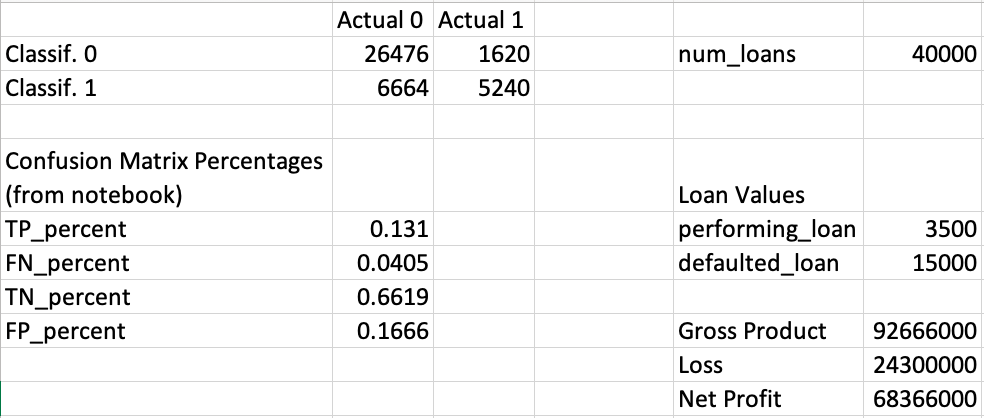 Actual 0 Actual 1
Classif. 0 26476 1620 num_loans 40000
Classif. 1 6664 5240
Confusion Matrix Percentages
(from notebook) Loan Values
TP_percent 0.131 performing_loan 3500
FN_percent 0.0405 defaulted_loan 15000
TN_percent 0.6619
FP_percent 0.1666 Gross Product 92666000
Loss 24300000
Net Profit 68366000